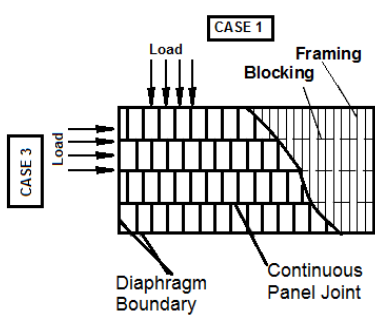 CASE 1
Load
Framing
Blocking
CASE 3
Load
Diaphragm
Boundary
Continuous
Panel Joint